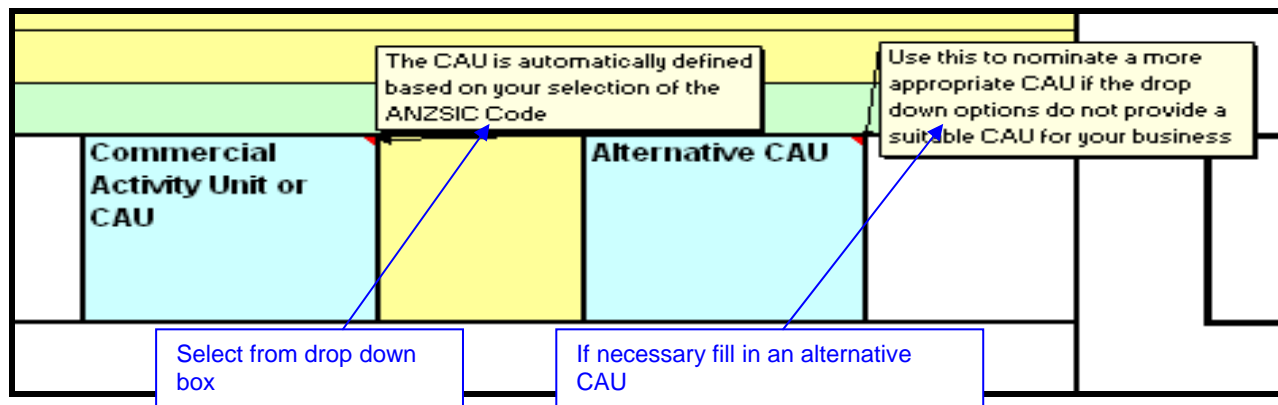 The CAU is automatically defined
based on your selection of the
ANZSIC Code
Use this to nominate a more
appropriate CAU if the drop
down options do not provide a
suitable CAU for your business
Commercial
Activity Unit or
CAU
Alternative CAU
Select from drop down
box
If necessary fill in an alternative
CAU